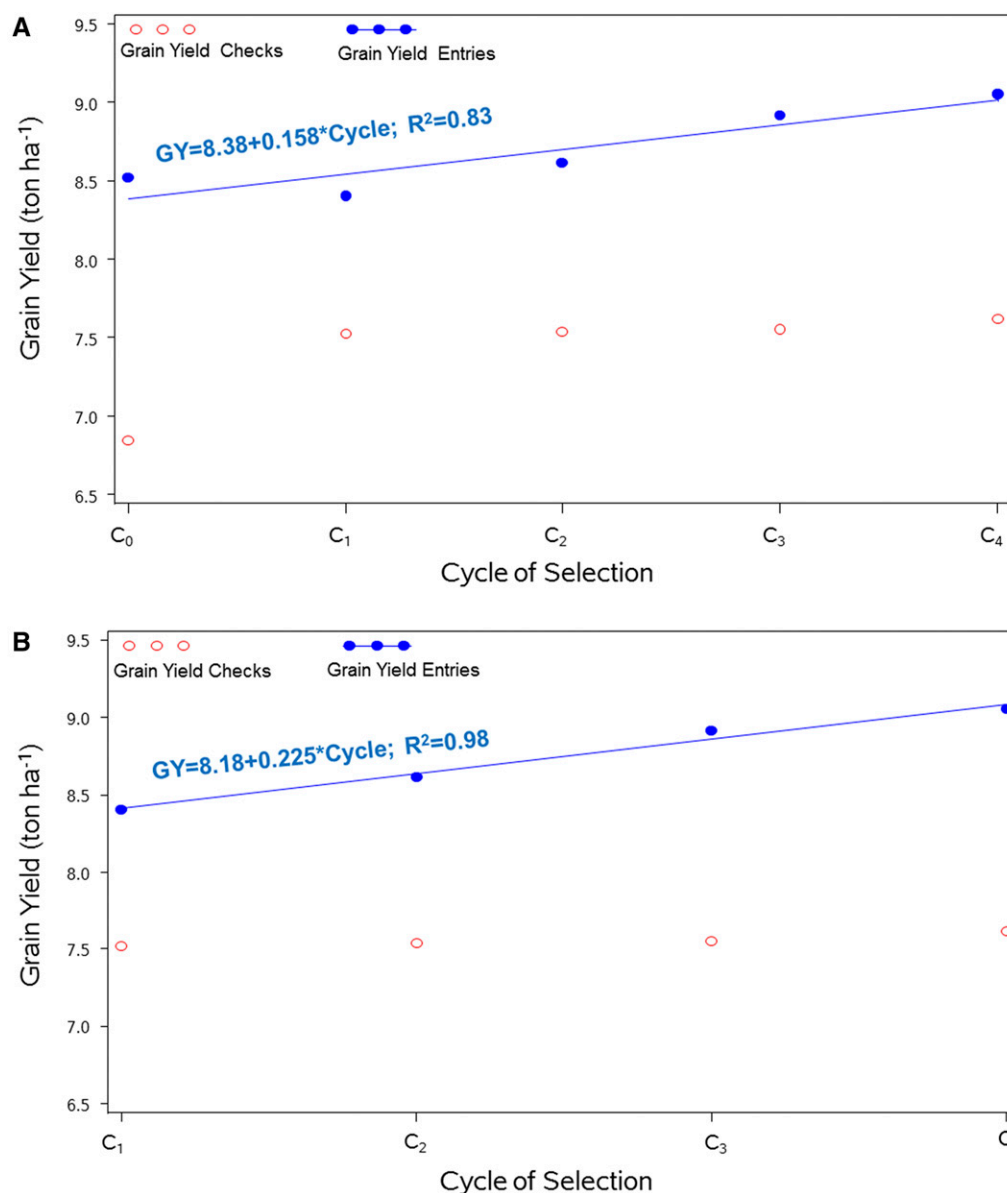 A
9.5
Grain Yield Checks
Grain Yield Entries
9.0
GY=8.38+0.158*Cycle; R²=0.83
8.5
8.0
7.5
7.0
6.5
Grain Yield (ton ha⁻¹)
C₀ C₁ C₂ C₃ C₄
Cycle of Selection
B
9.5
Grain Yield Checks
Grain Yield Entries
9.0
GY=8.18+0.225*Cycle; R²=0.98
8.5
8.0
7.5
7.0
6.5
Grain Yield (ton ha⁻¹)
C₁ C₂ C₃
Cycle of Selection